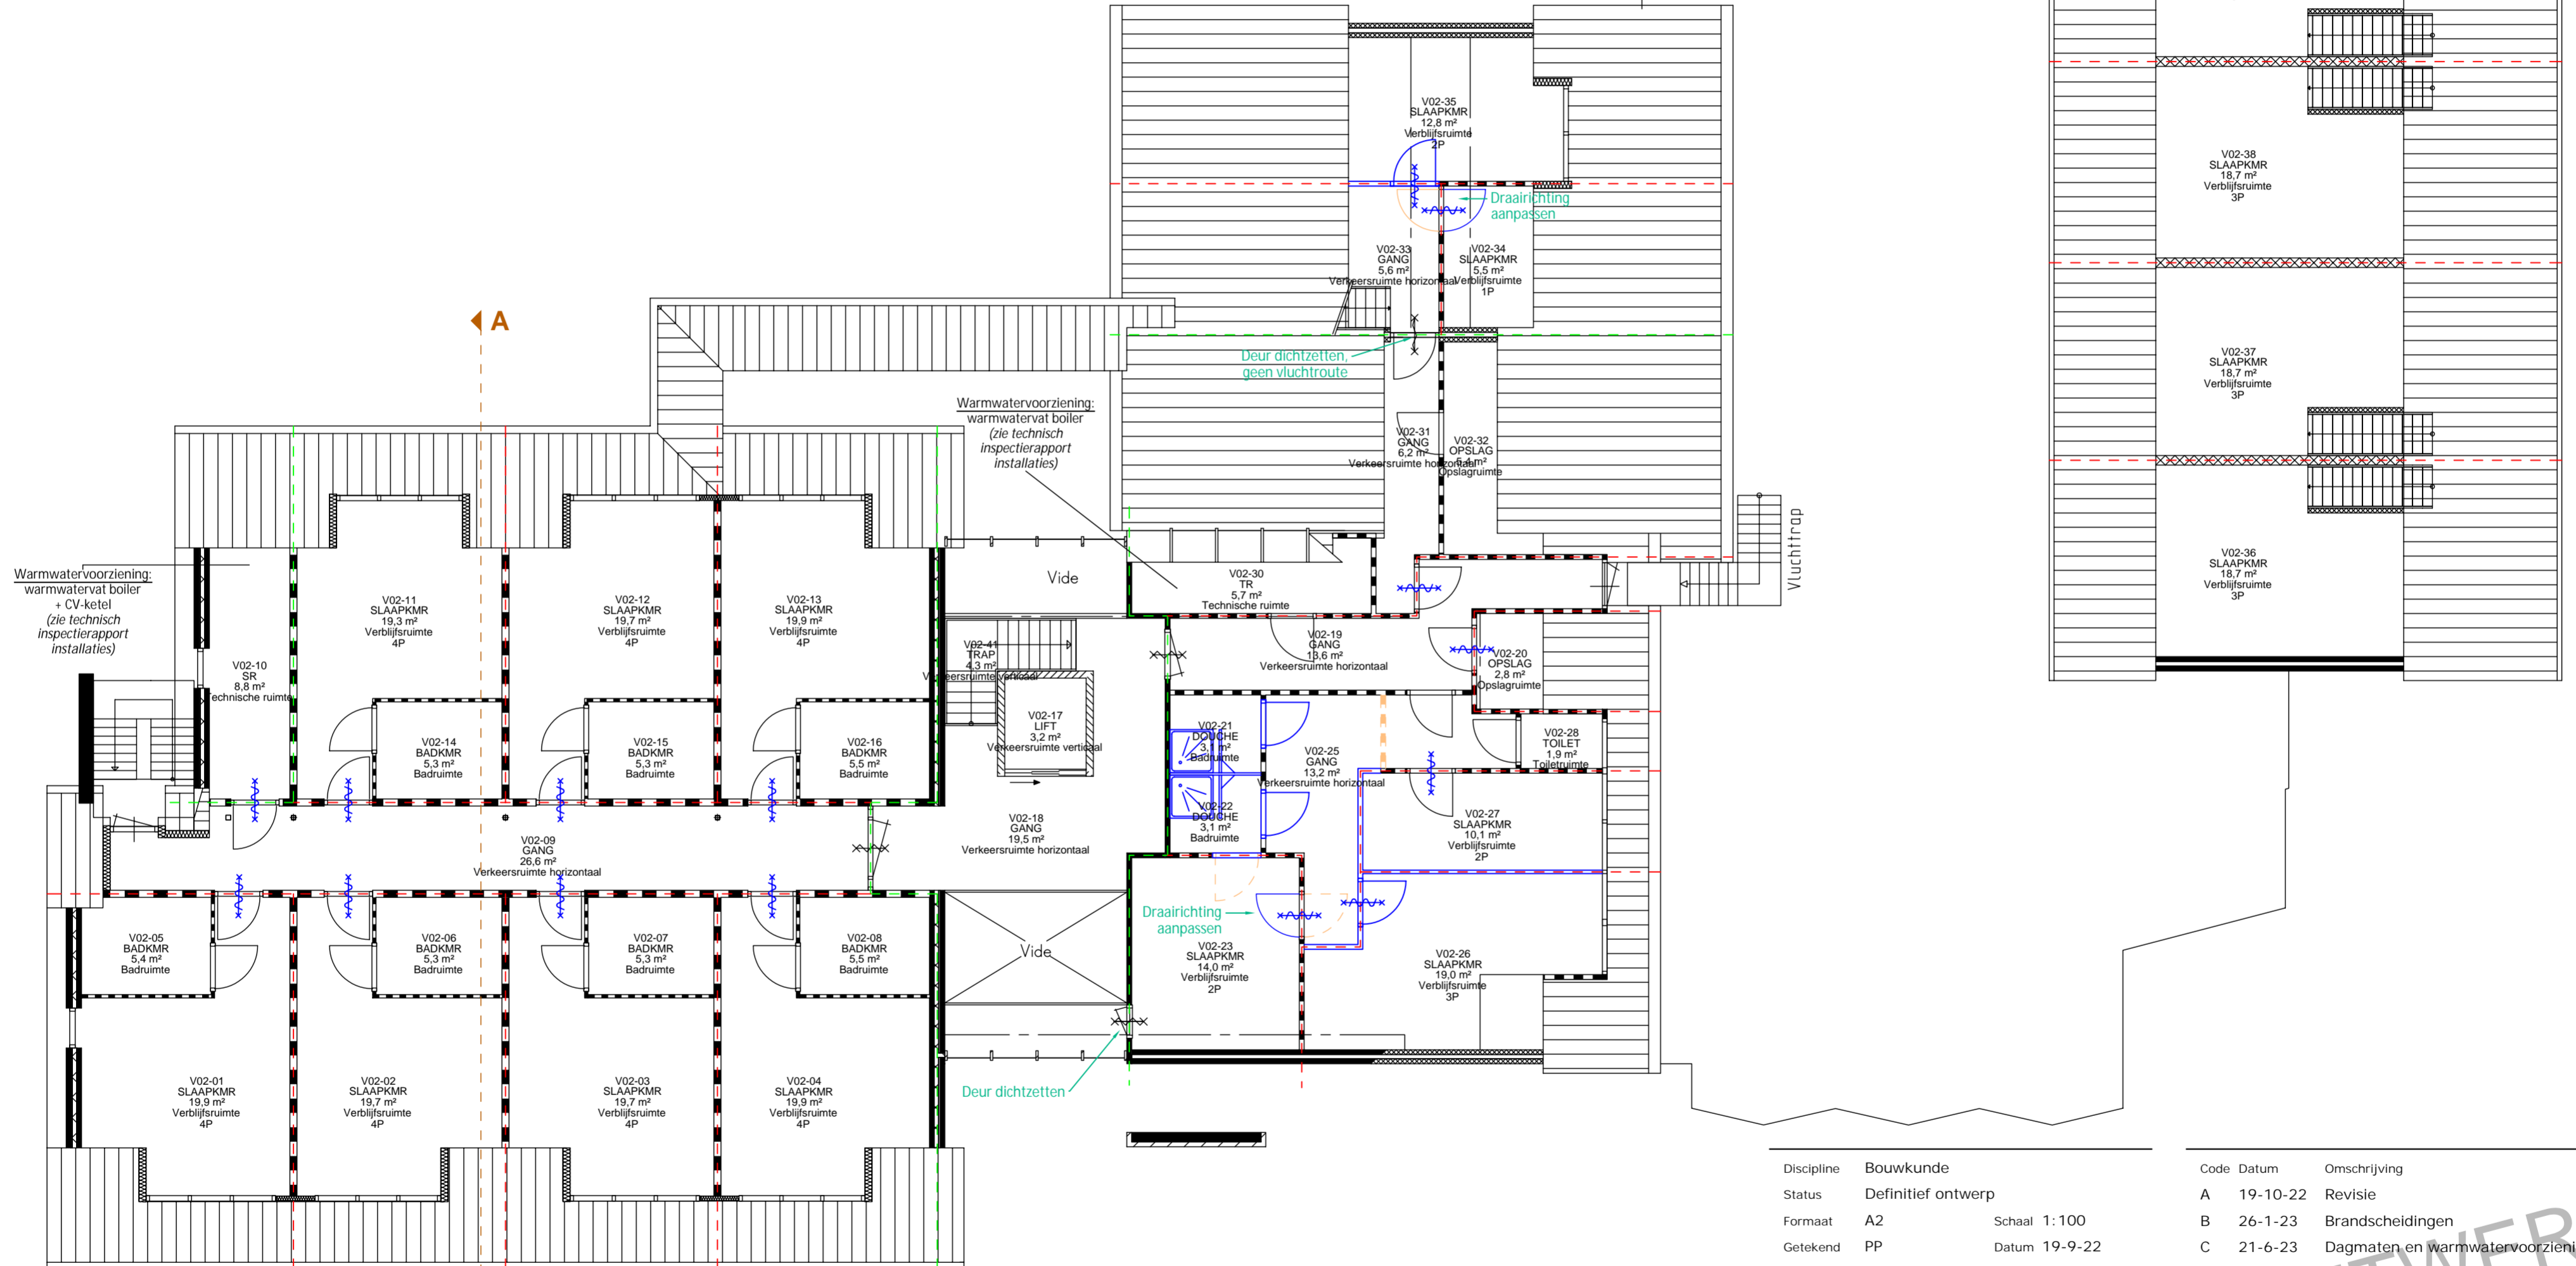 V02-35
SLAAPKMR
12,8 m²
Verblijfsruimte
2P
Draairichting
aanpassen
V02-33
GANG
5,6 m²
Verkeersruimte horizontaal
V02-34
SLAAPKMR
5,5 m²
Verblijfsruimte
1P
V02-38
SLAAPKMR
18,7 m²
Verblijfsruimte
3P
A
Deur dichtzetten,
geen vluchtroute
V02-37
SLAAPKMR
18,7 m²
Verblijfsruimte
3P
Warmwatervoorziening:
warmwatervat boiler
(zie technisch
inspectierapport
installaties)
V02-31
GANG
6,2 m²
Verkeersruimte horizontaal
V02-32
OPSLAG
5,4 m²
Opslagruimte
Vluchttrap
V02-36
SLAAPKMR
18,7 m²
Verblijfsruimte
3P
Warmwatervoorziening:
warmwatervat boiler
+ CV-ketel
(zie technisch
inspectierapport
installaties)
V02-11
SLAAPKMR
19,3 m²
Verblijfsruimte
4P
V02-12
SLAAPKMR
19,7 m²
Verblijfsruimte
4P
V02-13
SLAAPKMR
19,9 m²
Verblijfsruimte
4P
Vide
V02-30
TR
5,7 m²
Technische ruimte
V02-10
SR
8,8 m²
Technische ruimte
V02-41
TRAP
4,3 m²
Verkeersruimte verticaal
V02-19
GANG
13,6 m²
Verkeersruimte horizontaal
V02-20
OPSLAG
2,8 m²
Opslagruimte
V02-14
BADKMR
5,3 m²
Badruimte
V02-15
BADKMR
5,3 m²
Badruimte
V02-16
BADKMR
5,5 m²
Badruimte
V02-17
LIFT
3,2 m²
Verkeersruimte verticaal
V02-21
DOUCHE
3,1 m²
Badruimte
V02-25
GANG
13,2 m²
Verkeersruimte horizontaal
V02-28
TOILET
1,9 m²
Toiletruimte
V02-09
GANG
26,6 m²
Verkeersruimte horizontaal
V02-18
GANG
19,5 m²
Verkeersruimte horizontaal
V02-22
DOUCHE
3,1 m²
Badruimte
V02-27
SLAAPKMR
10,1 m²
Verblijfsruimte
2P
V02-05
BADKMR
5,4 m²
Badruimte
V02-06
BADKMR
5,3 m²
Badruimte
V02-07
BADKMR
5,3 m²
Badruimte
V02-08
BADKMR
5,5 m²
Badruimte
Vide
Draairichting
aanpassen
V02-23
SLAAPKMR
14,0 m²
Verblijfsruimte
2P
V02-26
SLAAPKMR
19,0 m²
Verblijfsruimte
3P
V02-01
SLAAPKMR
19,9 m²
Verblijfsruimte
4P
V02-02
SLAAPKMR
19,7 m²
Verblijfsruimte
4P
V02-03
SLAAPKMR
19,7 m²
Verblijfsruimte
4P
V02-04
SLAAPKMR
19,9 m²
Verblijfsruimte
4P
Deur dichtzetten
Discipline Bouwkunde
Status Definitief ontwerp
Formaat A2 Schaal 1:100
Getekend PP Datum 19-9-22
Code Datum Omschrijving
A 19-10-22 Revisie
B 26-1-23 Brandscheidingen
C 21-6-23 Dagmaten en warmwatervoorzieni